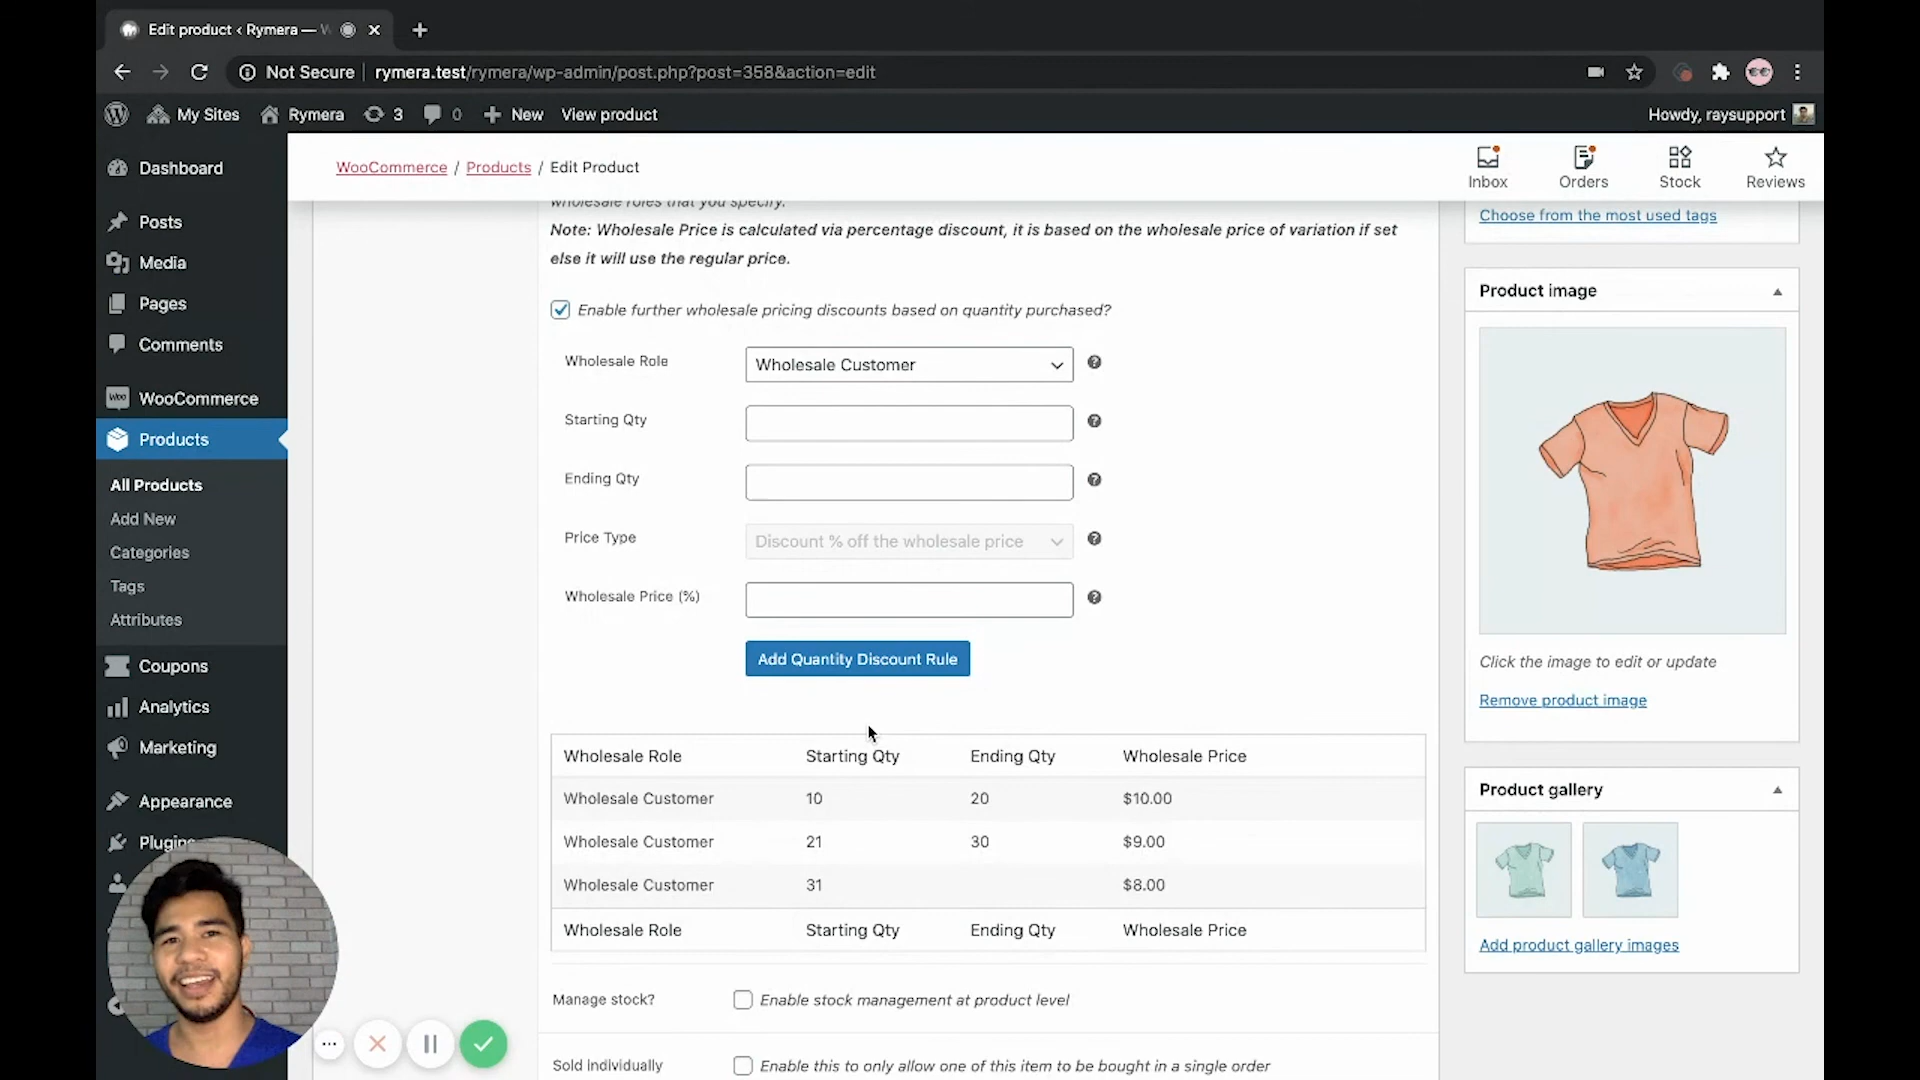 Edit product ‹ Rymera — W
Not Secure
rymera.test/rymera/wp-admin/post.php?post=358&action=edit
My Sites
Rymera
3
0
New
View product
Howdy, raysupport
Dashboard
Posts
Media
Pages
Comments
WooCommerce
Products
All Products
Add New
Categories
Tags
Attributes
Coupons
Analytics
Marketing
Appearance
Plugins
WooCommerce / Products / Edit Product
Inbox
Orders
Stock
Reviews
wholesale roles that you specify.
Note: Wholesale Price is calculated via percentage discount, it is based on the wholesale price of variation if set
else it will use the regular price.
Enable further wholesale pricing discounts based on quantity purchased?
Wholesale Role
Wholesale Customer
Starting Qty
Ending Qty
Price Type
Discount % off the wholesale price
Wholesale Price (%)
Add Quantity Discount Rule
Wholesale Role Starting Qty Ending Qty Wholesale Price
Wholesale Customer 10 20 $10.00
Wholesale Customer 21 30 $9.00
Wholesale Customer 31 $8.00
Wholesale Role Starting Qty Ending Qty Wholesale Price
Manage stock?
Enable stock management at product level
Sold Individually
Enable this to only allow one of this item to be bought in a single order
Choose from the most used tags
Product image
Click the image to edit or update
Remove product image
Product gallery
Add product gallery images